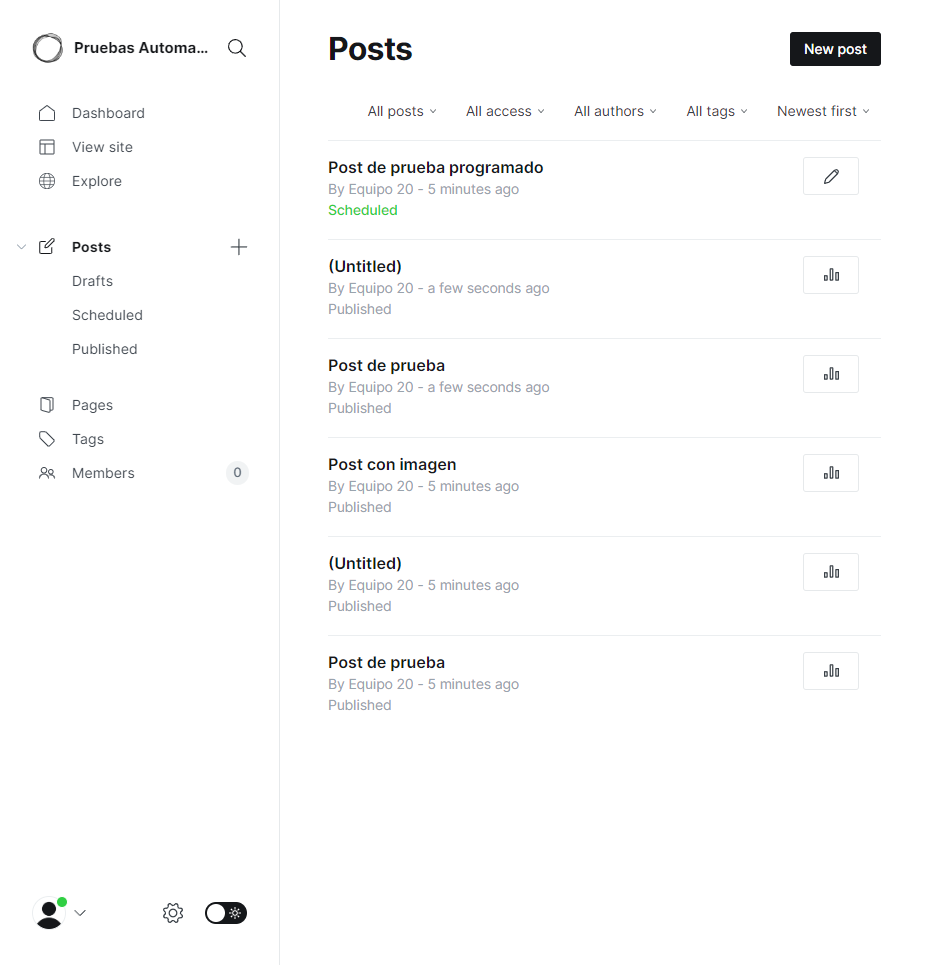 Pruebas Automa...
Dashboard
View site
Explore
Posts
Drafts
Scheduled
Published
Pages
Tags
Members 0
Posts
New post
All posts All access All authors All tags Newest first
Post de prueba programado
By Equipo 20 - 5 minutes ago
Scheduled
(Untitled)
By Equipo 20 - a few seconds ago
Published
Post de prueba
By Equipo 20 - a few seconds ago
Published
Post con imagen
By Equipo 20 - 5 minutes ago
Published
(Untitled)
By Equipo 20 - 5 minutes ago
Published
Post de prueba
By Equipo 20 - 5 minutes ago
Published